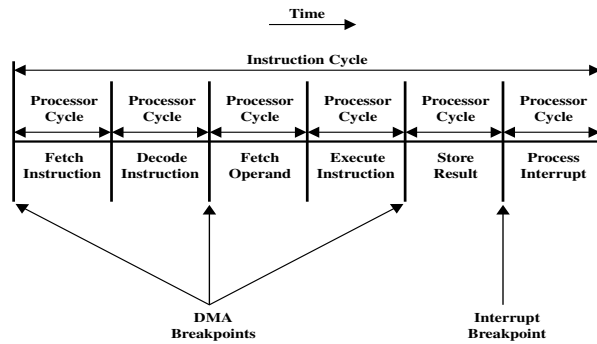 Time
Instruction Cycle
Processor Cycle
Processor Cycle
Processor Cycle
Processor Cycle
Processor Cycle
Processor Cycle
Fetch Instruction
Decode Instruction
Fetch Operand
Execute Instruction
Store Result
Process Interrupt
DMA Breakpoints
Interrupt Breakpoint